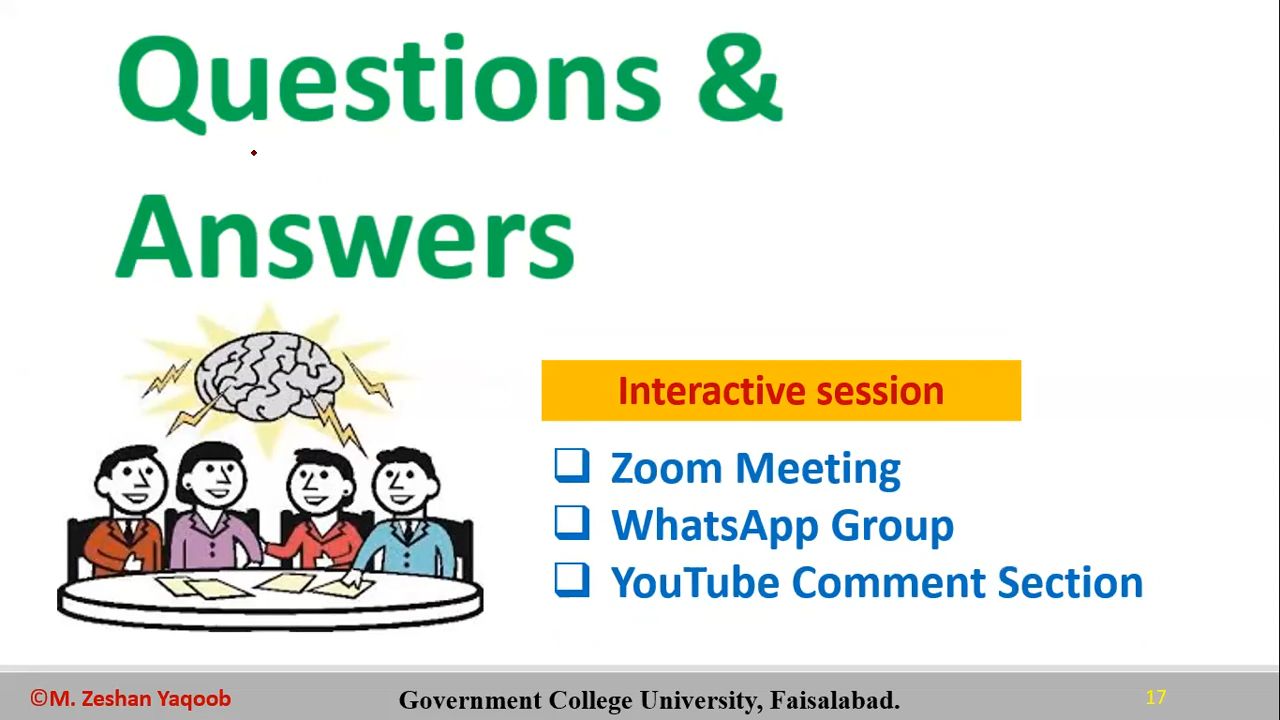 Questions &
Answers
Interactive session
❑ Zoom Meeting
❑ WhatsApp Group
❑ YouTube Comment Section
©M. Zeshan Yaqoob
Government College University, Faisalabad.
17